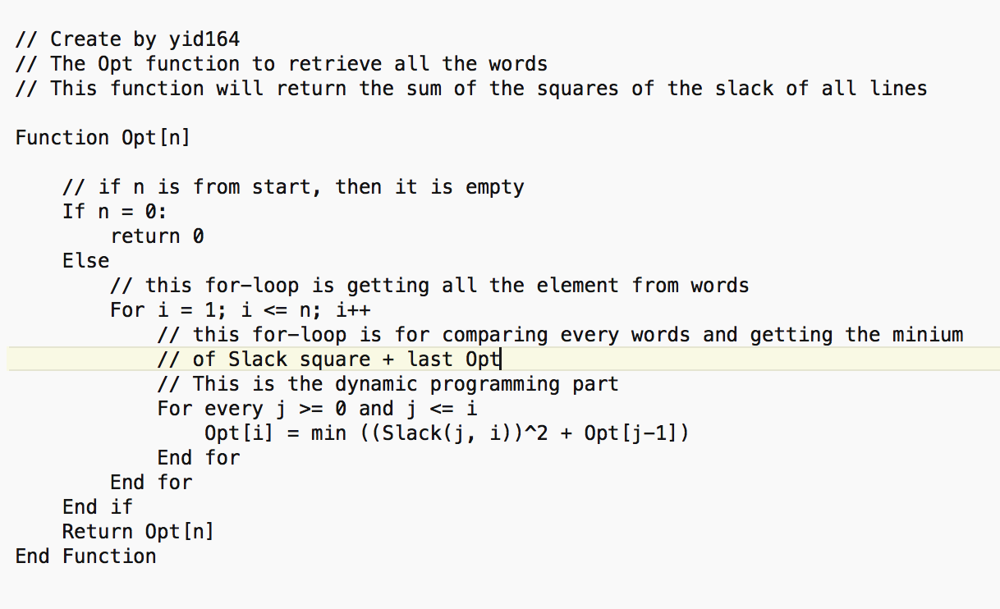 // Create by yid164
// The Opt function to retrieve all the words
// This function will return the sum of the squares of the slack of all lines
Function Opt[n]
// if n is from start, then it is empty
If n = 0:
return 0
Else
// this for-loop is getting all the element from words
For i = 1; i <= n; i++
// this for-loop is for comparing every words and getting the minium
// of Slack square + last Opt
// This is the dynamic programming part
For every j >= 0 and j <= i
Opt[i] = min ((Slack(j, i))^2 + Opt[j-1])
End for
End for
End if
Return Opt[n]
End Function